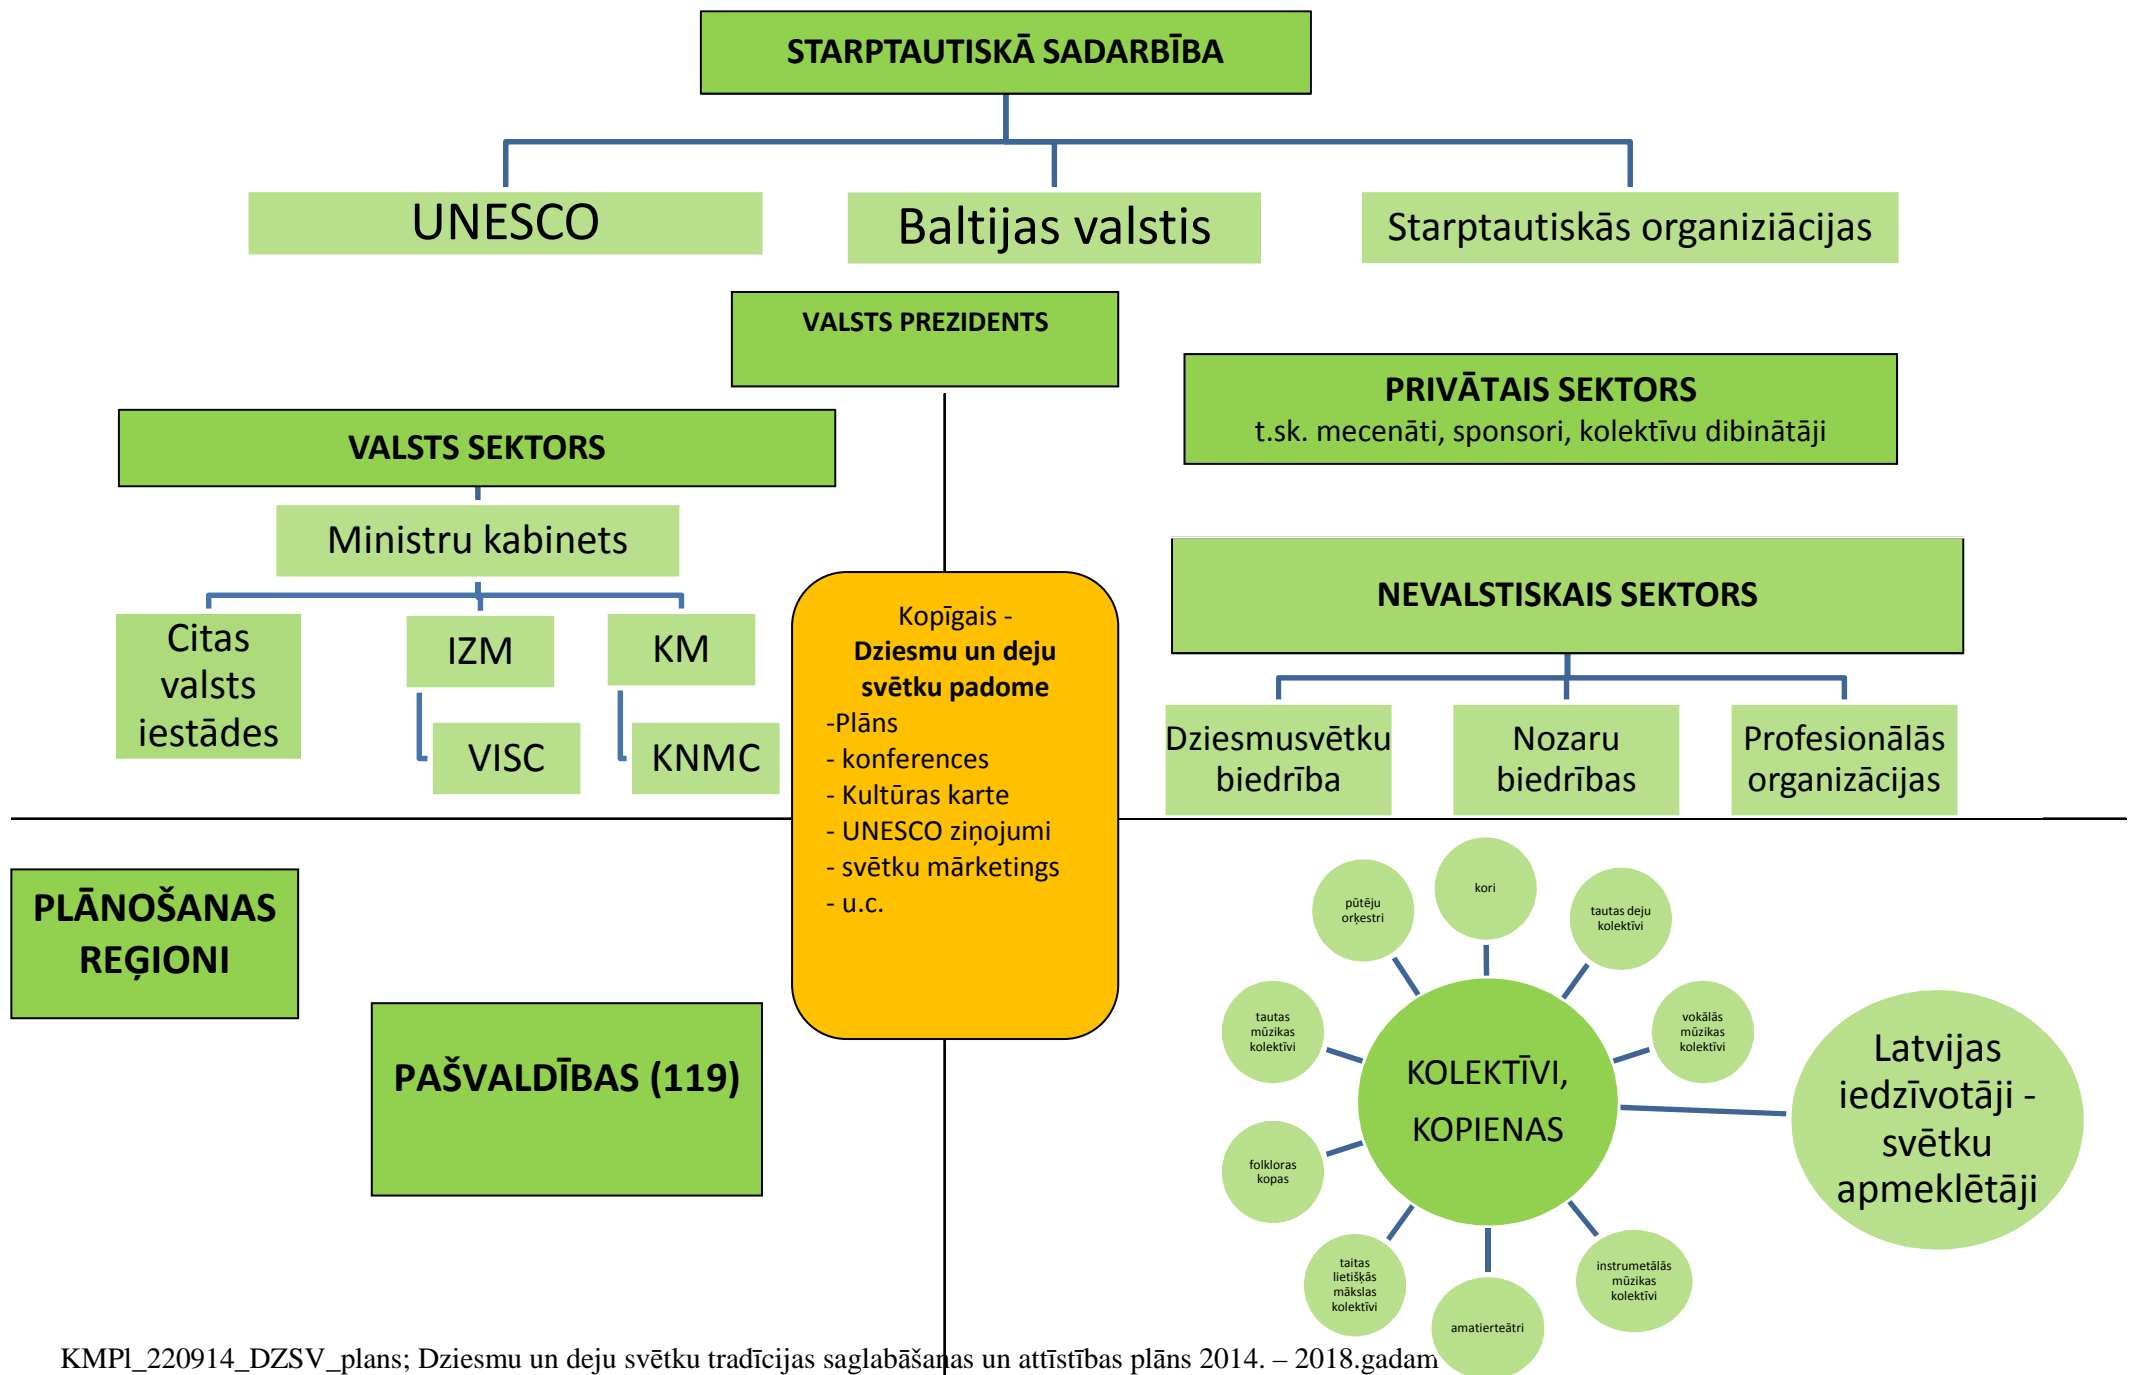 STARPTAUTISKĀ SADARBĪBA
UNESCO
Baltijas valstis
Starptautiskās organiziācijas
VALSTS PREZIDENTS
PRIVĀTAIS SEKTORS
t.sk. mecenāti, sponsori, kolektīvu dibinātāji
VALSTS SEKTORS
Ministru kabinets
Citas
valsts
iestādes
IZM
KM
VISC
KNMC
Kopīgais -
Dziesmu un deju
svētku padome
-Plāns
- konferences
- Kultūras karte
- UNESCO ziņojumi
- svētku mārketings
- u.c.
NEVALSTISKAIS SEKTORS
Dziesmusvētku
biedrība
Nozaru
biedrības
Profesionālās
organizācijas
PLĀNOŠANAS
REĢIONI
PAŠVALDĪBAS (119)
KOLEKTĪVI,
KOPIENAS
kori
tautas deju
kolektīvi
vokālās
mūzikas
kolektīvi
Latvijas
iedzīvotāji -
svētku
apmeklētāji
instrumetālās
mūzikas
kolektīvi
amatierteātri
taitas
lietišķās
mākslas
kolektīvi
folkloras
kopas
tautas
mūzikas
kolektīvi
pūtēju
orķestri
KMPl_220914_DZSV_plans; Dziesmu un deju svētku tradīcijas saglabāšanas un attīstības plāns 2014. – 2018.gadam